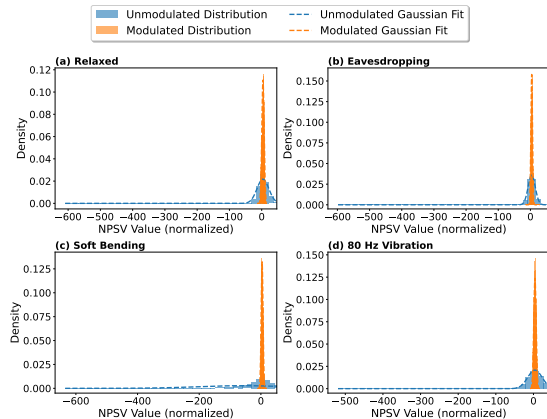 Unmodulated Distribution
Modulated Distribution
Unmodulated Gaussian Fit
Modulated Gaussian Fit
(a) Relaxed
Density
0.12
0.10
0.08
0.06
0.04
0.02
0.00
−600 −500 −400 −300 −200 −100 0
NPSV Value (normalized)
(b) Eavesdropping
Density
0.150
0.125
0.100
0.075
0.050
0.025
0.000
−600 −500 −400 −300 −200 −100 0
NPSV Value (normalized)
(c) Soft Bending
Density
0.125
0.100
0.075
0.050
0.025
0.000
−600 −400 −200 0
NPSV Value (normalized)
(d) 80 Hz Vibration
Density
0.150
0.125
0.100
0.075
0.050
0.025
0.000
−500 −400 −300 −200 −100 0
NPSV Value (normalized)